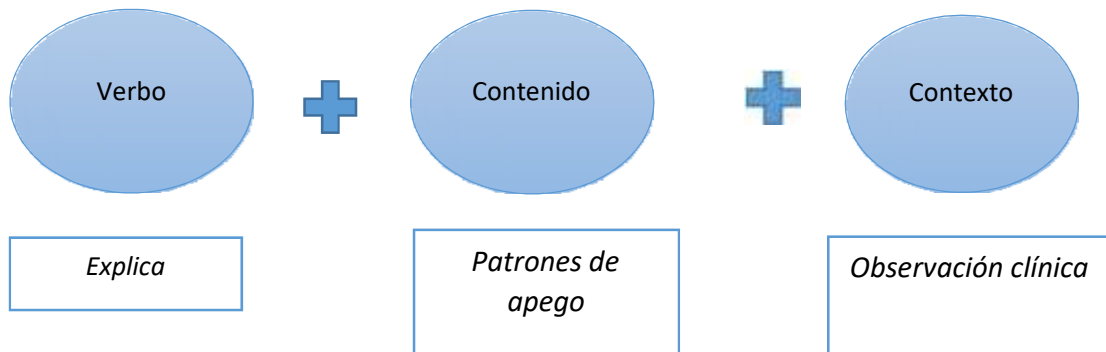 Verbo
Contenido
Contexto
Explica
Patrones de
apego
Observación clínica